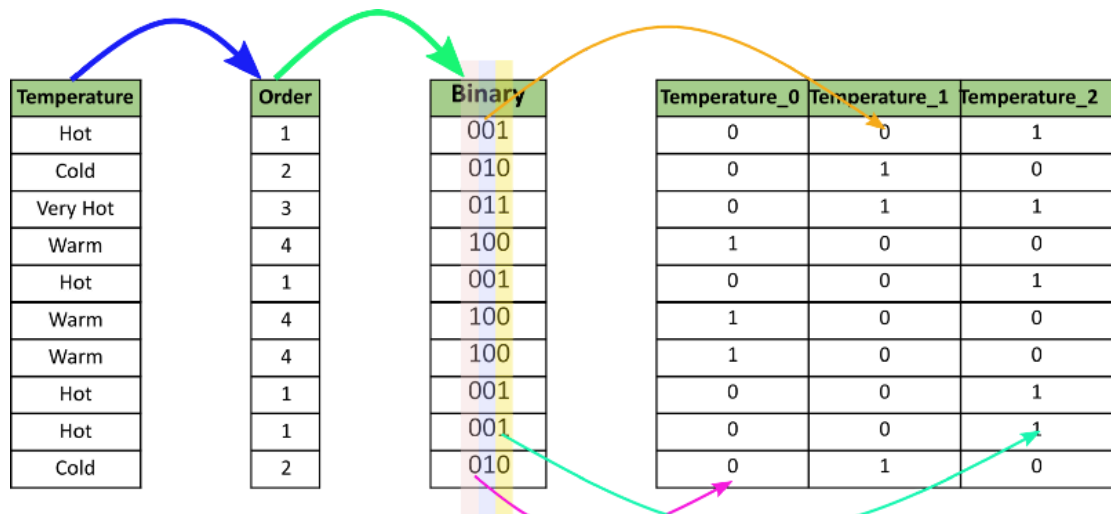 Temperature Order Binary Temperature_0 Temperature_1 Temperature_2
Hot 1 001 0 0 1
Cold 2 010 0 1 0
Very Hot 3 011 0 1 1
Warm 4 100 1 0 0
Hot 1 001 0 0 1
Warm 4 100 1 0 0
Warm 4 100 1 0 0
Hot 1 001 0 0 1
Hot 1 001 0 0 1
Cold 2 010 0 1 0